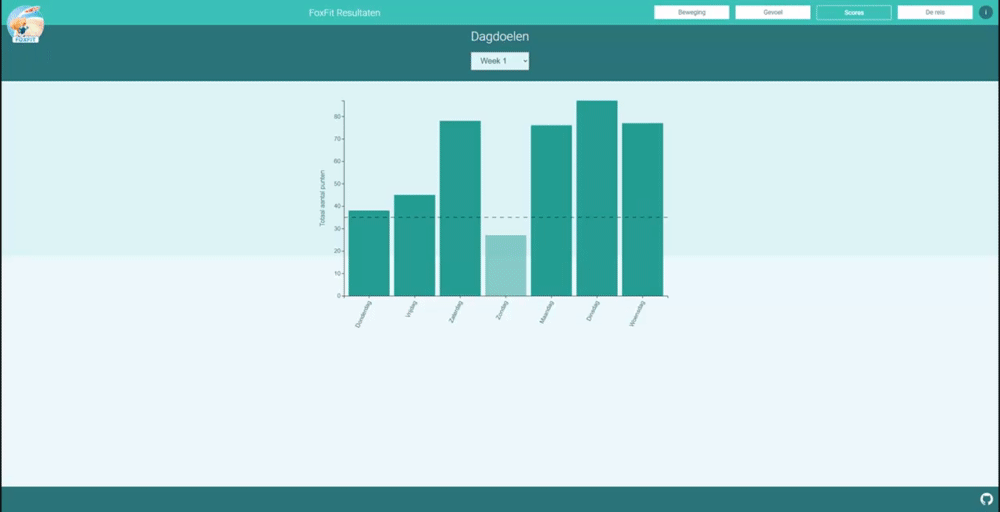 FoxFit Resultaten
Beweging
Gevoel
Scores
De reis
i
FOXFIT
Dagdoelen
Week 1
Totaal aantal punten
80
70
60
50
40
30
20
10
0
Donderdag
Vrijdag
Zaterdag
Zondag
Maandag
Dinsdag
Woensdag